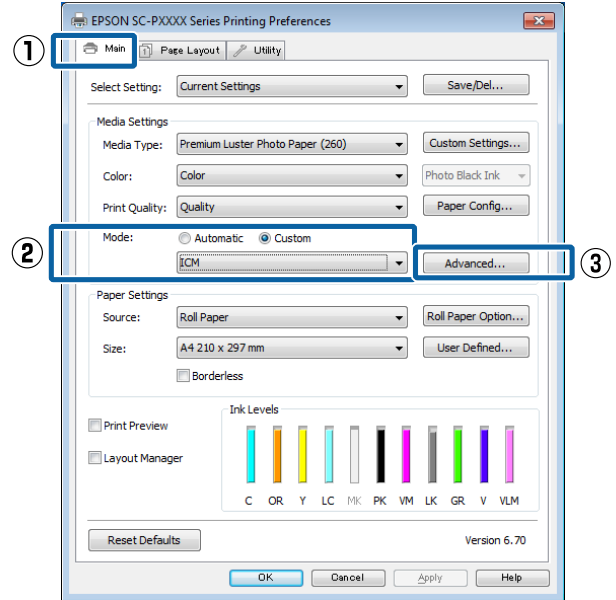 EPSON SC-PXXXX Series Printing Preferences
① Main Page Layout Utility
Select Setting: Current Settings Save/Del...
Media Settings
Media Type: Premium Luster Photo Paper (260) Custom Settings...
Color: Color Photo Black Ink
Print Quality: Quality Paper Config...
Mode: Automatic Custom
② ICM Advanced... ③
Paper Settings
Source: Roll Paper Roll Paper Option...
Size: A4 210 x 297 mm User Defined...
Borderless
Ink Levels
Print Preview
Layout Manager
C OR Y LC MK PK VM LK GR V VLM
Reset Defaults Version 6.70
OK Cancel Apply Help